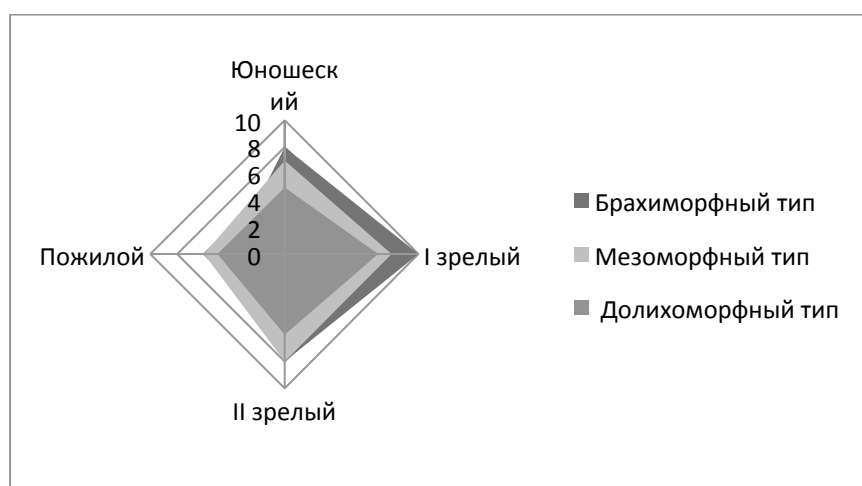 Юношеск
ий
10
8
6
4
2
0
Пожилой
I зрелый
II зрелый
Брахиморфный тип
Мезоморфный тип
Долихоморфный тип